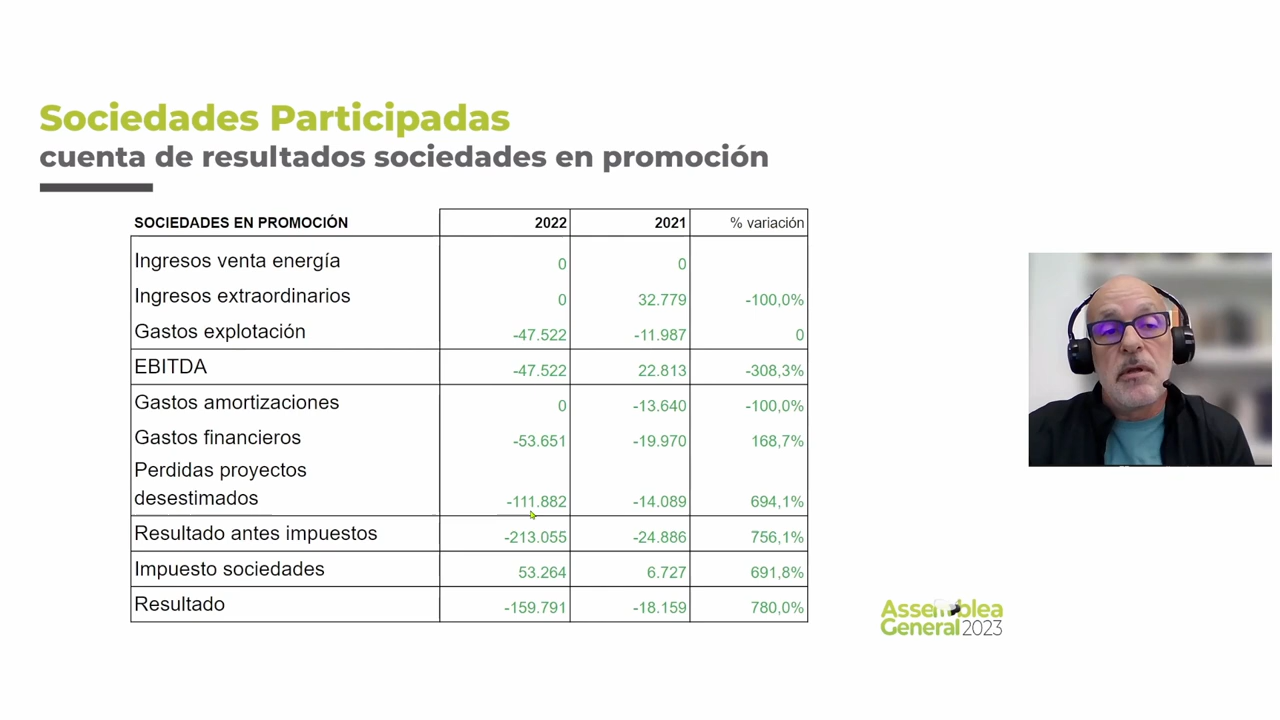 Sociedades Participadas
cuenta de resultados sociedades en promoción
SOCIEDADES EN PROMOCIÓN 2022 2021 % variación
Ingresos venta energía 0 0
Ingresos extraordinarios 0 32.779 -100,0%
Gastos explotación -47.522 -11.987 0
EBITDA -47.522 22.813 -308,3%
Gastos amortizaciones 0 -13.640 -100,0%
Gastos financieros -53.651 -19.970 168,7%
Perdidas proyectos
desestimados -111.882 -14.089 694,1%
Resultado antes impuestos -213.055 -24.886 756,1%
Impuesto sociedades 53.264 6.727 691,8%
Resultado -159.791 -18.159 780,0%
Assemblea
General 2023